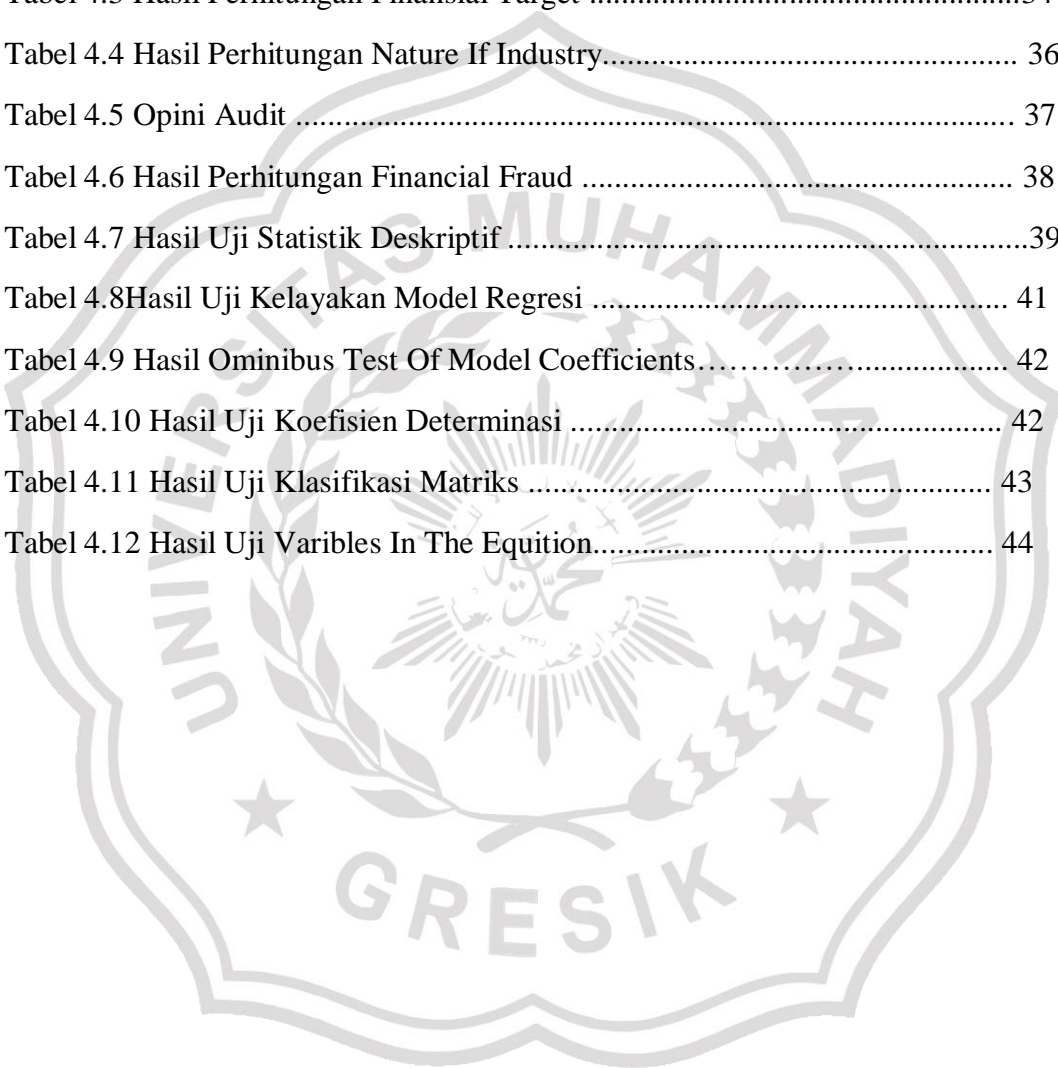 Tabel 4.4 Hasil Perhitungan Nature If Industry.......................................... 36
Tabel 4.5 Opini Audit ......................................................................... 37
Tabel 4.6 Hasil Perhitungan Financial Fraud ............................................ 38
Tabel 4.7 Hasil Uji Statistik Deskriptif .....................................................39
Tabel 4.8Hasil Uji Kelayakan Model Regresi .......................................... 41
Tabel 4.9 Hasil Ominibus Test Of Model Coefficients……………................ 42
Tabel 4.10 Hasil Uji Koefisien Determinasi ............................................ 42
Tabel 4.11 Hasil Uji Klasifikasi Matriks ............................................... 43
Tabel 4.12 Hasil Uji Varibles In The Equition......................................... 44
UNIVERSITAS MUHAMMADIYAH
GRESIK